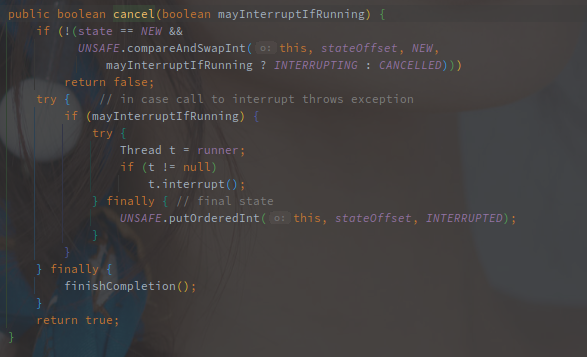 public boolean cancel(boolean mayInterruptIfRunning) {
if (!(state == NEW &&
UNSAFE.compareAndSwapInt( o: this, stateOffset, NEW,
mayInterruptIfRunning ? INTERRUPTING : CANCELLED)))
return false;
try { // in case call to interrupt throws exception
if (mayInterruptIfRunning) {
try {
Thread t = runner;
if (t != null)
t.interrupt();
} finally { // final state
UNSAFE.putOrderedInt( o: this, stateOffset, INTERRUPTED);
}
}
} finally {
finishCompletion();
}
return true;
}